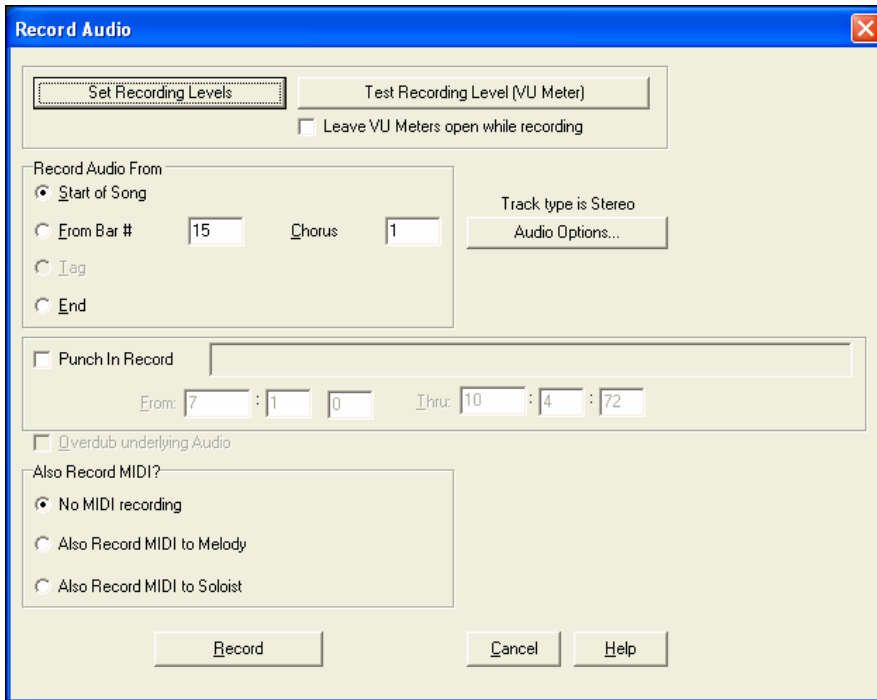 Record Audio
Set Recording Levels
Test Recording Level (VU Meter)
Leave VU Meters open while recording
Record Audio From
Start of Song
From Bar # 15 Chorus 1
Tag
End
Track type is Stereo
Audio Options...
Punch In Record
From: 7 : 1 0 Thru: 10 : 4 : 72
Overdub underlying Audio
Also Record MIDI?
No MIDI recording
Also Record MIDI to Melody
Also Record MIDI to Soloist
Record Cancel Help